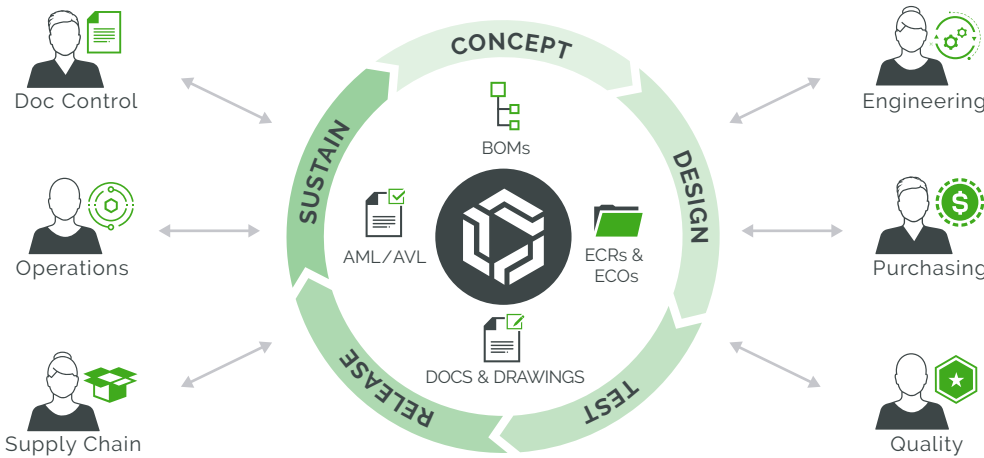 Doc Control
Operations
Supply Chain
CONCEPT
DESIGN
TEST
RELEASE
SUSTAIN
BOMs
AML/AVL
ECRs &
ECOs
DOCS & DRAWINGS
Engineering
$
Purchasing
Quality